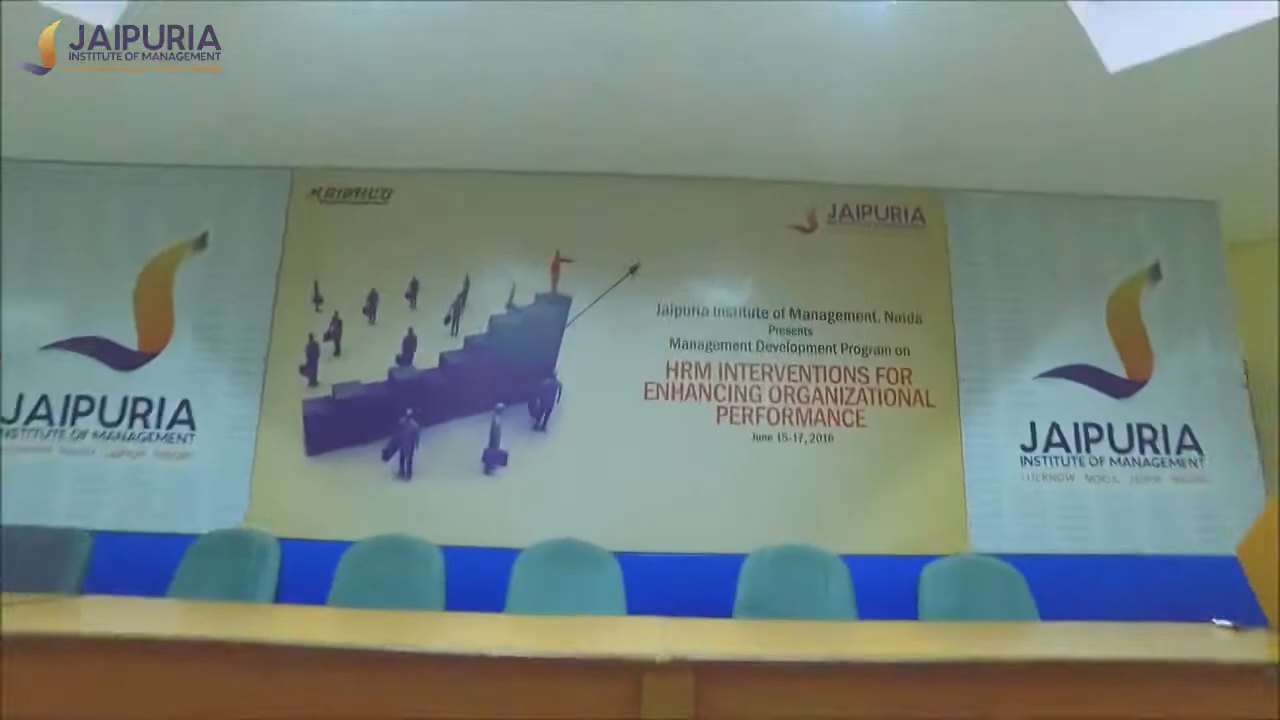 JAIPURIA
INSTITUTE OF MANAGEMENT
JAIPURIA
Jaipuria Institute of Management, Noida
Presents
Management Development Program on
HRM INTERVENTIONS FOR
ENHANCING ORGANIZATIONAL
PERFORMANCE
June 15-17, 2016
JAIPURIA
INSTITUTE OF MANAGEMENT
JAIPURIA
INSTITUTE OF MANAGEMENT
LUCKNOW NOIDA JAIPUR INDORE